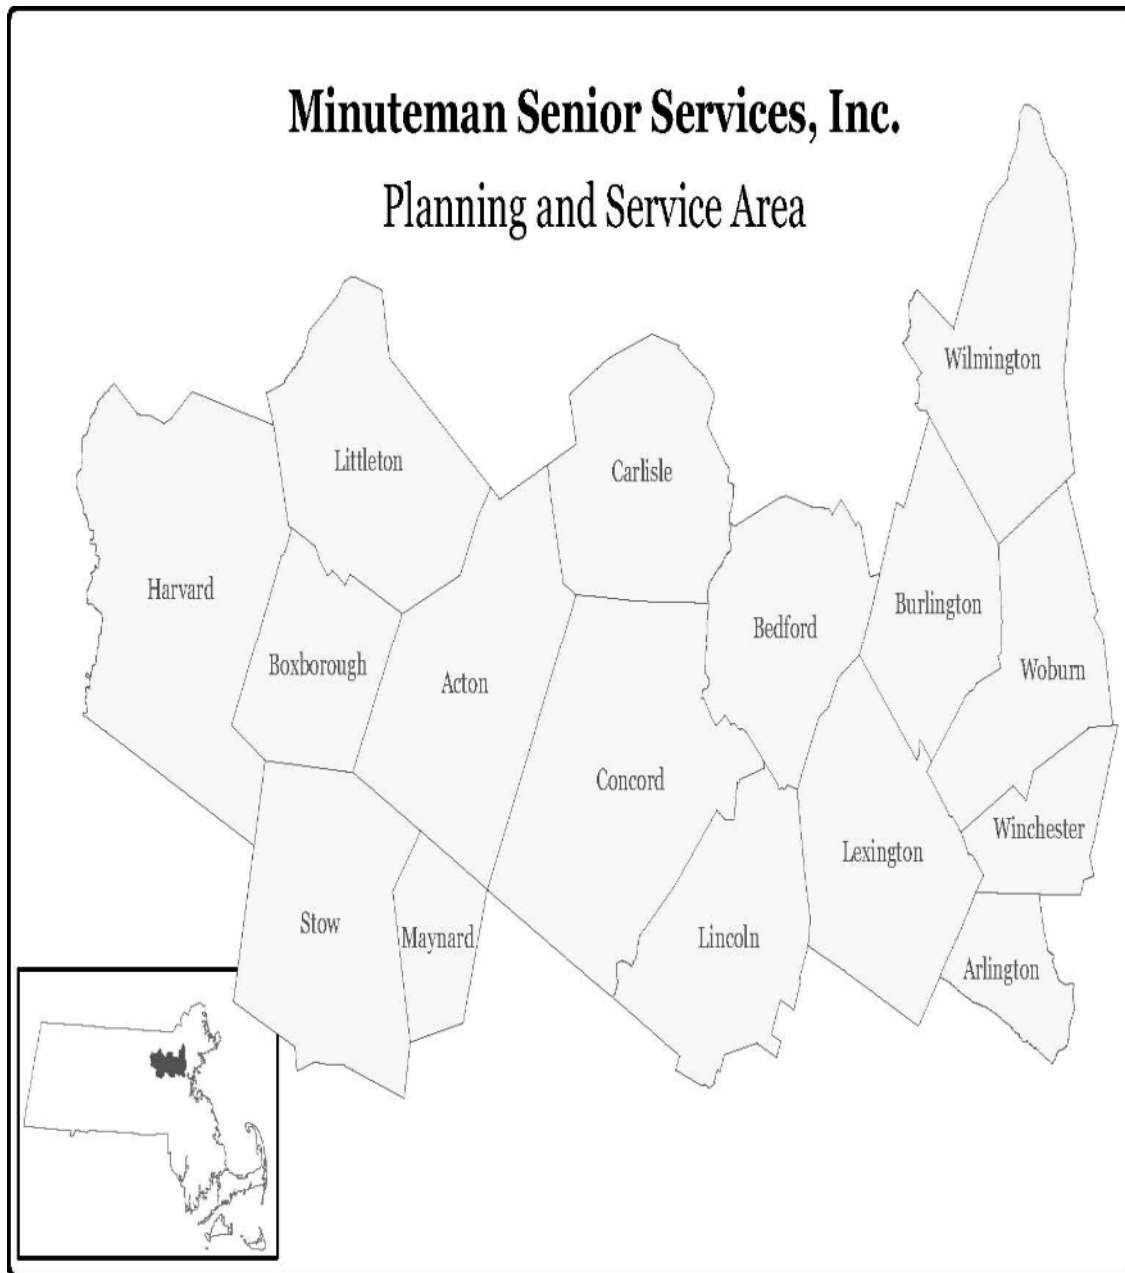 Minuteman Senior Services, Inc.
Planning and Service Area
Wilmington
Littleton
Carlisle
Harvard
Burlington
Bedford
Boxborough
Woburn
Acton
Concord
Winchester
Lexington
Stow
Maynard
Lincoln
Arlington